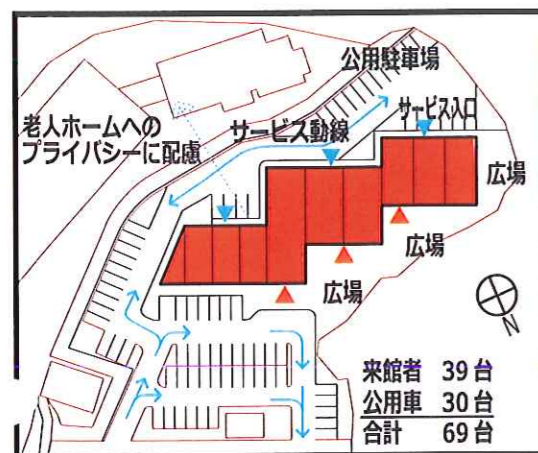 公用駐車場
サービス入口
老人ホームへの
プライバシーに配慮
サービス動線
広場
広場
広場
N
来館者 39台
公用車 30台
合計 69台